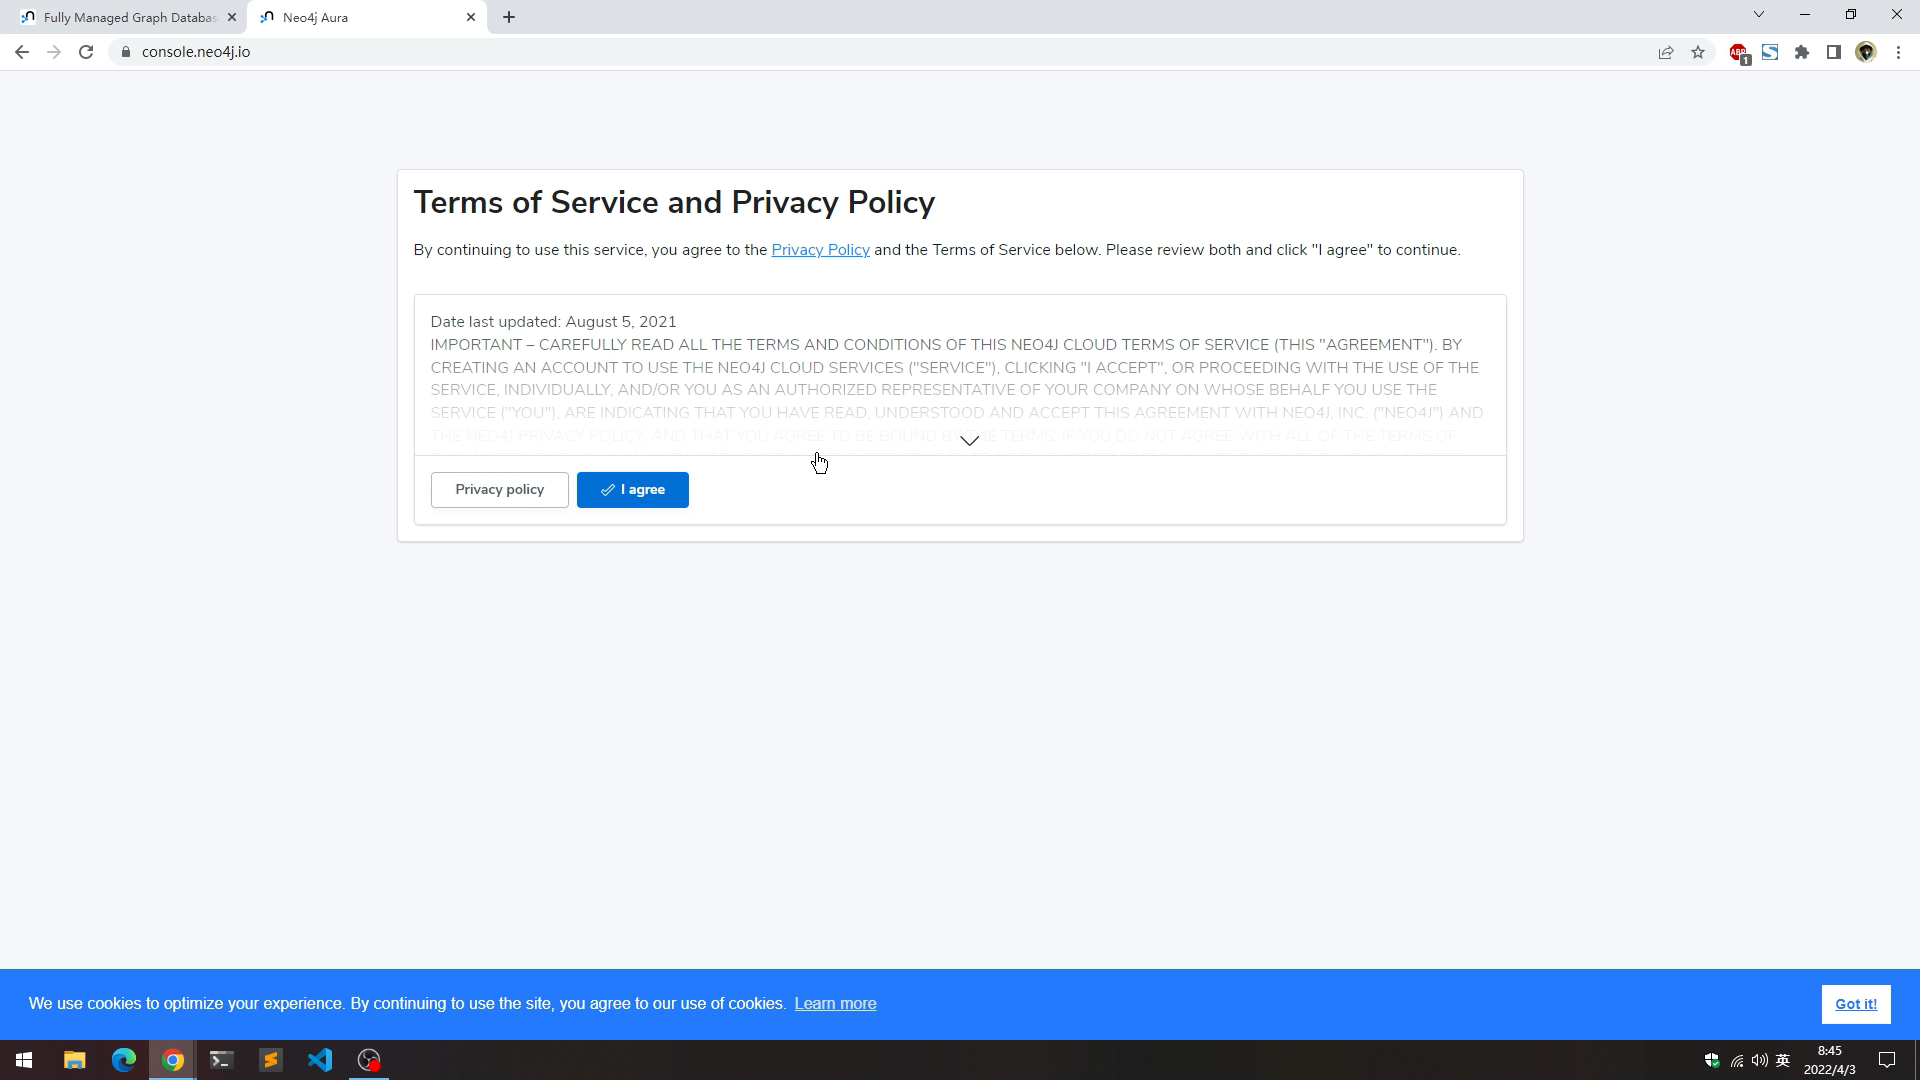 Fully Managed Graph Databas
Neo4j Aura
console.neo4j.io
ABP
1
Terms of Service and Privacy Policy
By continuing to use this service, you agree to the Privacy Policy and the Terms of Service below. Please review both and click "I agree" to continue.
Date last updated: August 5, 2021
IMPORTANT – CAREFULLY READ ALL THE TERMS AND CONDITIONS OF THIS NEO4J CLOUD TERMS OF SERVICE (THIS "AGREEMENT"). BY
CREATING AN ACCOUNT TO USE THE NEO4J CLOUD SERVICES ("SERVICE"), CLICKING "I ACCEPT", OR PROCEEDING WITH THE USE OF THE
SERVICE, INDIVIDUALLY, AND/OR YOU AS AN AUTHORIZED REPRESENTATIVE OF YOUR COMPANY ON WHOSE BEHALF YOU USE THE
SERVICE ("YOU"), ARE INDICATING THAT YOU HAVE READ, UNDERSTOOD AND ACCEPT THIS AGREEMENT WITH NEO4J, INC. ("NEO4J") AND
THE NEO4J PRIVACY POLICY, AND THAT YOU AGREE TO BE BOUND BY THE TERMS. IF YOU DO NOT AGREE WITH ALL OF THE TERMS OF
Privacy policy
I agree
We use cookies to optimize your experience. By continuing to use the site, you agree to our use of cookies. Learn more
Got it!
英
8:45
2022/4/3